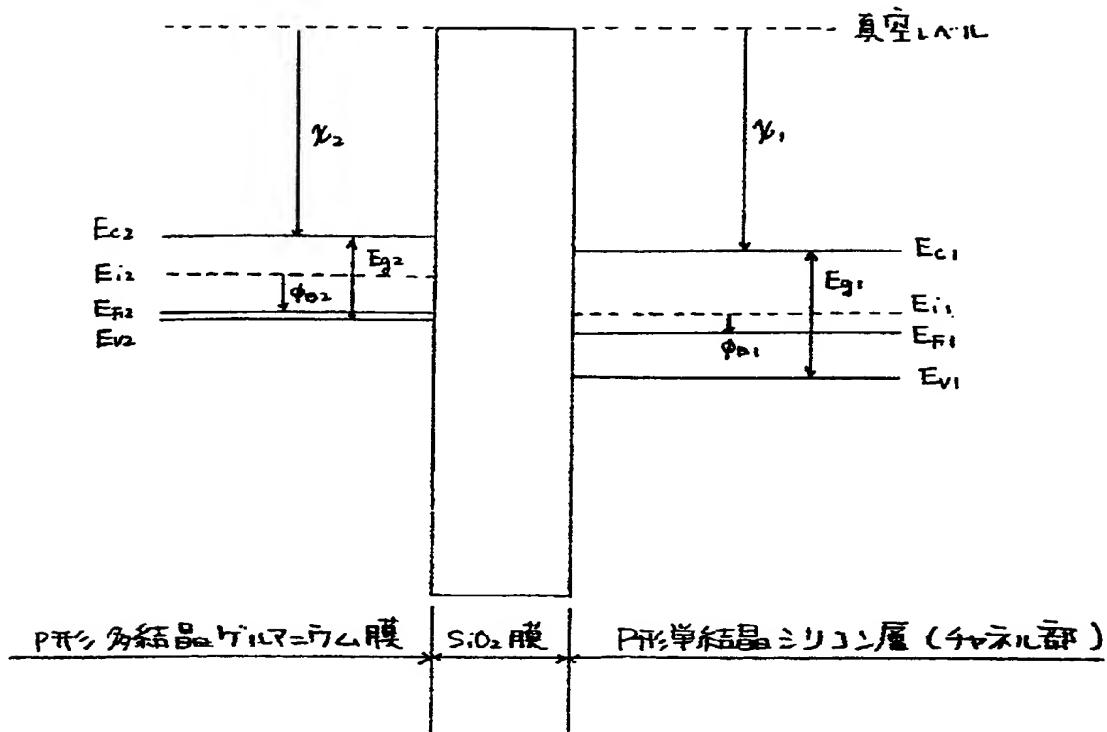 真空レベル
χ₂
χ₁
Ec₂
Eg₂
Ei₂
φB₂
EF₂
Ev₂
Ec₁
Eg₁
Ei₁
EF₁
φB₁
Ev₁
P形多結晶ゲルマニウム膜
SiO₂膜
P形単結晶シリコン層(チャネル部)